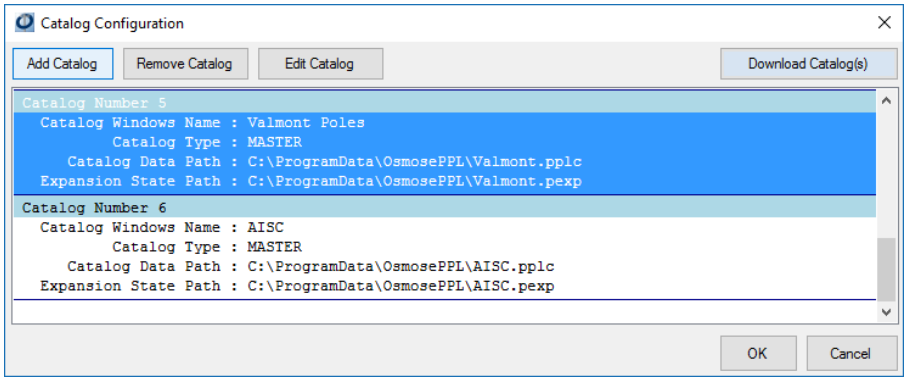 Catalog Configuration
Add Catalog Remove Catalog Edit Catalog Download Catalog(s)
Catalog Number 5
Catalog Windows Name : Valmont Poles
Catalog Type : MASTER
Catalog Data Path : C:\ProgramData\OsmosePPL\Valmont.pplc
Expansion State Path : C:\ProgramData\OsmosePPL\Valmont.pexp
Catalog Number 6
Catalog Windows Name : AISC
Catalog Type : MASTER
Catalog Data Path : C:\ProgramData\OsmosePPL\AISC.pplc
Expansion State Path : C:\ProgramData\OsmosePPL\AISC.pexp
OK Cancel